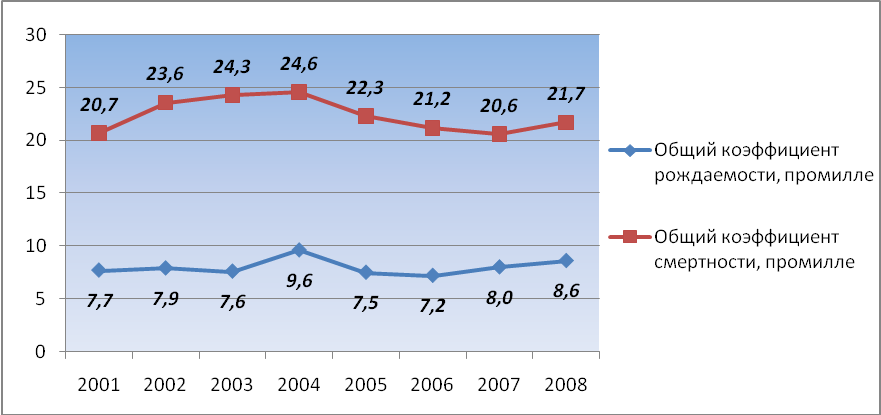 30
25
20
15
10
5
0
20,7 23,6 24,3 24,6 22,3 21,2 20,6 21,7
7,7 7,9 7,6 9,6 7,5 7,2 8,0 8,6
2001 2002 2003 2004 2005 2006 2007 2008
Общий коэффициент
рождаемости, промилле
Общий коэффициент
смертности, промилле